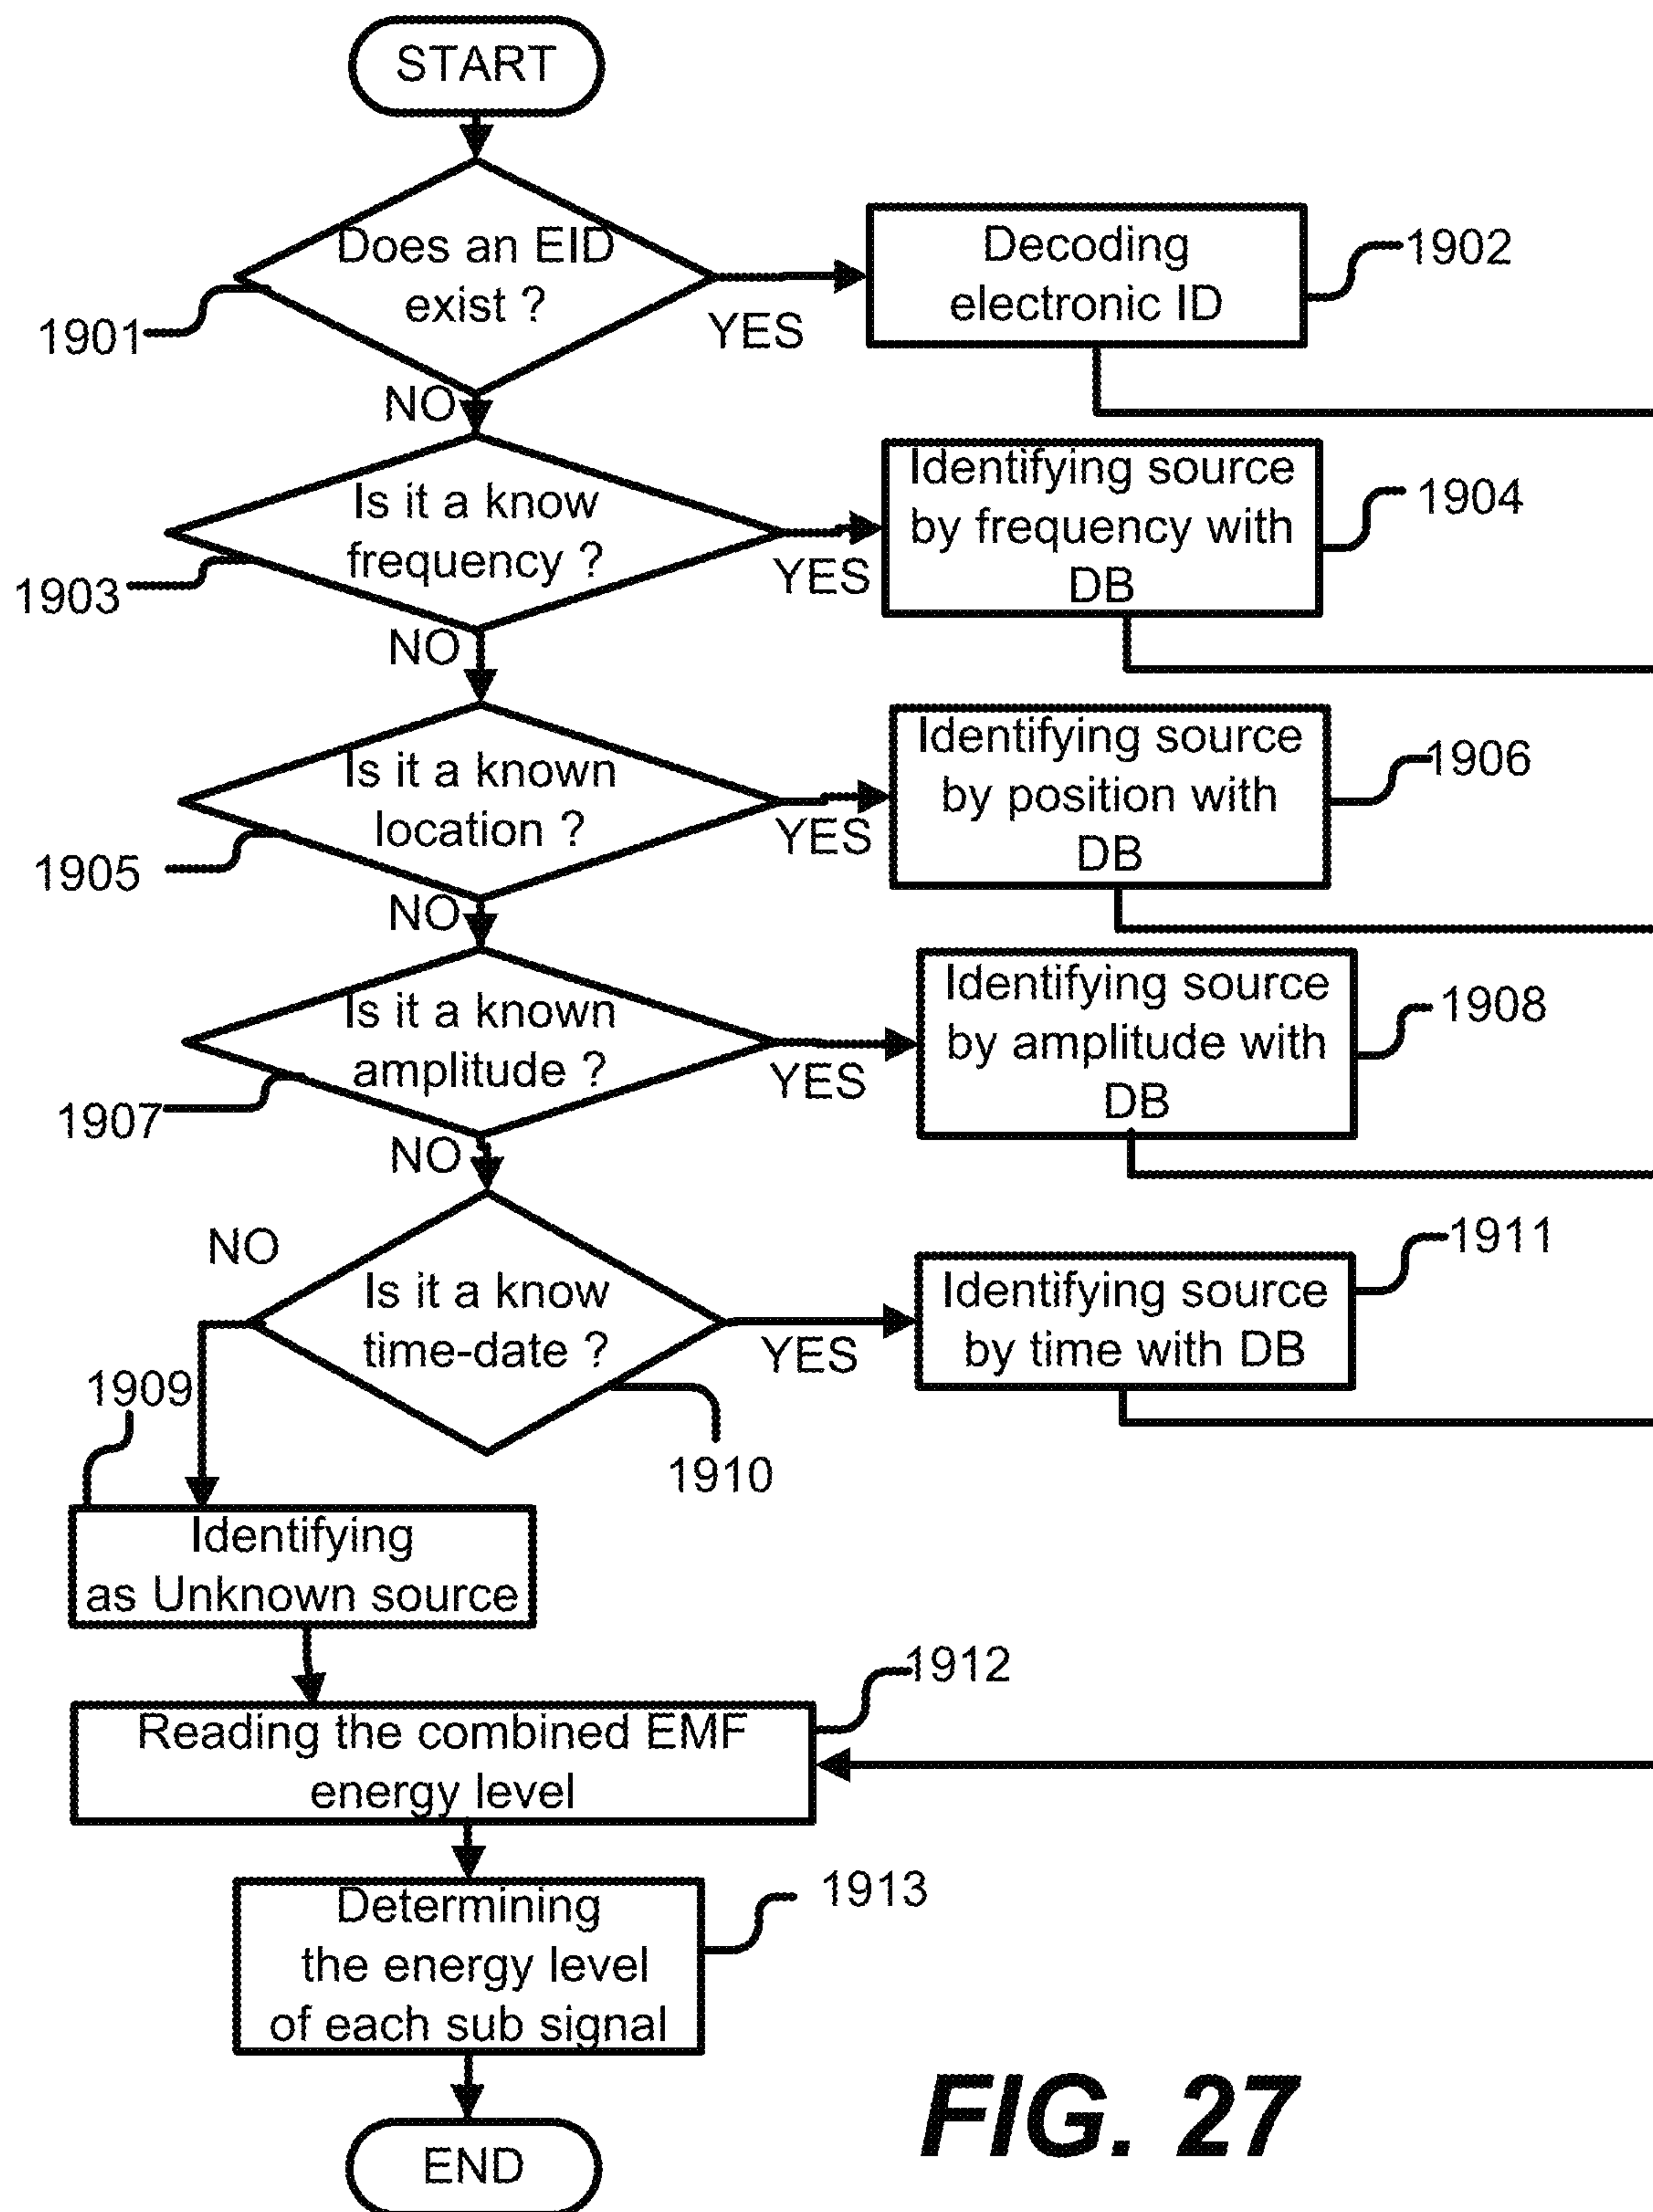 START
Does an EID
exist ?
1901
YES
NO
Decoding
electronic ID
1902
Is it a know
frequency ?
1903
YES
NO
Identifying source
by frequency with
DB
1904
Is it a known
location ?
1905
YES
NO
Identifying source
by position with
DB
1906
Is it a known
amplitude ?
1907
YES
NO
Identifying source
by amplitude with
DB
1908
NO
Is it a know
time-date ?
YES
1910
Identifying source
by time with DB
1911
1909
Identifying
as Unknown source
1912
Reading the combined EMF
energy level
Determining
the energy level
of each sub signal
1913
END
FIG. 27